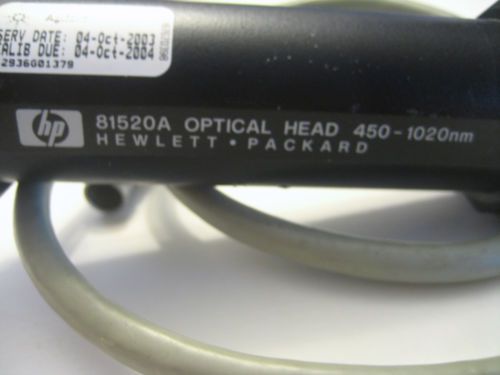 SERV DATE: 04-Oct-2003
CALIB DUE: 04-Oct-2004
2936G01379
hp
81520A OPTICAL HEAD 450-1020nm
HEWLETT • PACKARD